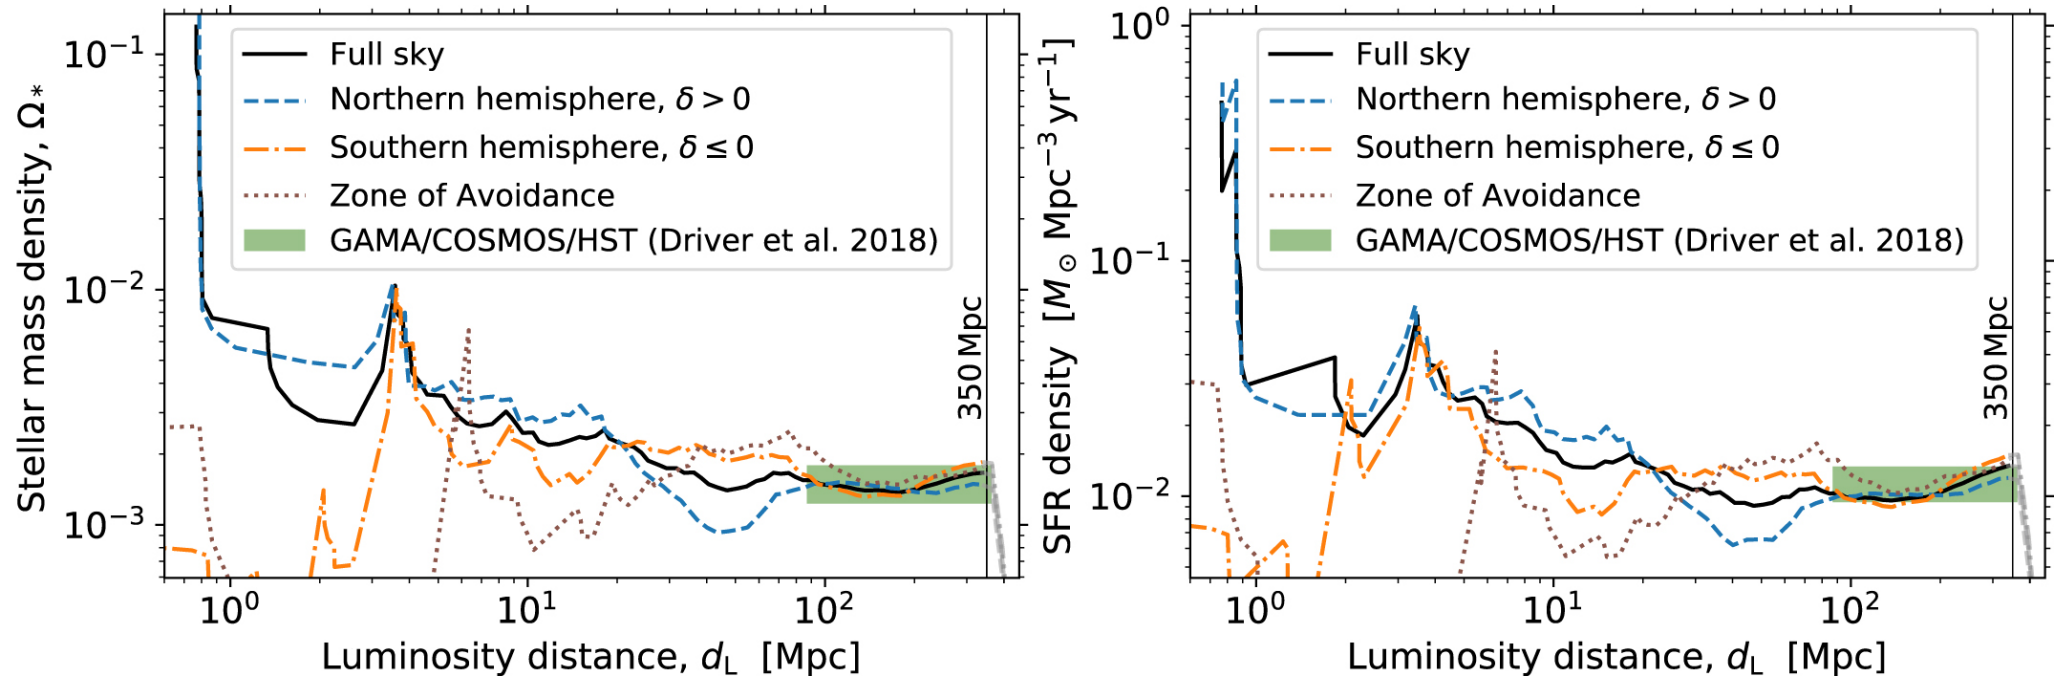 Stellar mass density, Ω*
10⁻¹
10⁻²
10⁻³
Full sky
Northern hemisphere, δ > 0
Southern hemisphere, δ ≤ 0
Zone of Avoidance
GAMA/COSMOS/HST (Driver et al. 2018)
350 Mpc
10⁰
10¹
10²
Luminosity distance, d_L [Mpc]
SFR density [M⊙ Mpc⁻³ yr⁻¹]
10⁰
10⁻¹
10⁻²
Full sky
Northern hemisphere, δ > 0
Southern hemisphere, δ ≤ 0
Zone of Avoidance
GAMA/COSMOS/HST (Driver et al. 2018)
350 Mpc
10⁰
10¹
10²
Luminosity distance, d_L [Mpc]